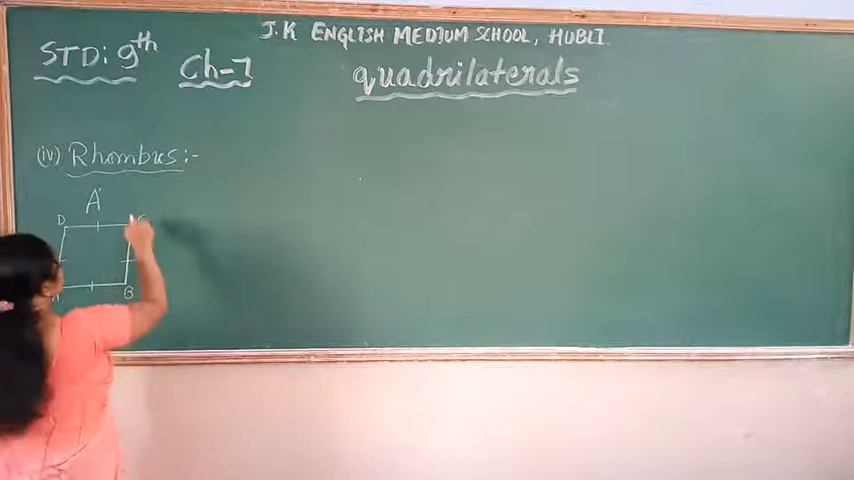 J.K ENGLISH MEDIUM SCHOOL, HUBLI
STD: 9th Ch-7 quadrilaterals
(iv) Rhombus :-
A
D
B